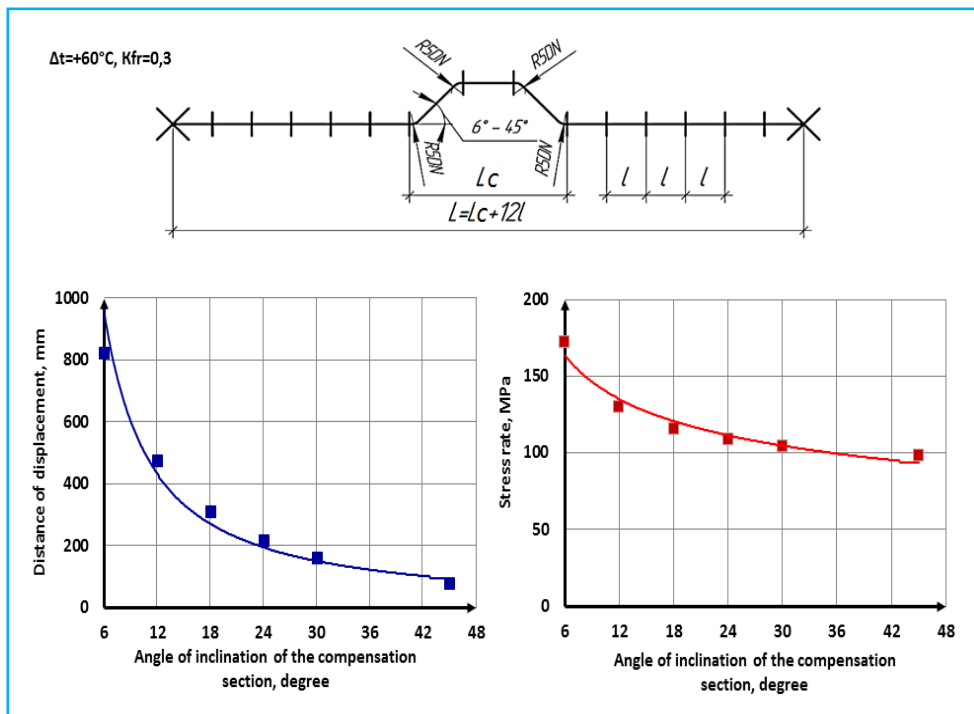 Δt=+60°C, Kfr=0,3
R5DN
R5DN
6° – 45°
R5DN
R5DN
Lc
l
l
l
L=Lc+12l
Distance of displacement, mm
1000
800
600
400
200
0
6 12 18 24 30 36 42 48
Angle of inclination of the compensation
section, degree
Stress rate, MPa
200
150
100
50
0
6 12 18 24 30 36 42 48
Angle of inclination of the compensation
section, degree